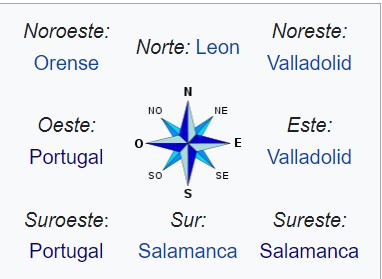 Noroeste:
Orense
Norte: Leon
Noreste:
Valladolid
Oeste:
Portugal
N
NO
NE
O
E
SO
SE
S
Este:
Valladolid
Suroeste:
Portugal
Sur:
Salamanca
Sureste:
Salamanca